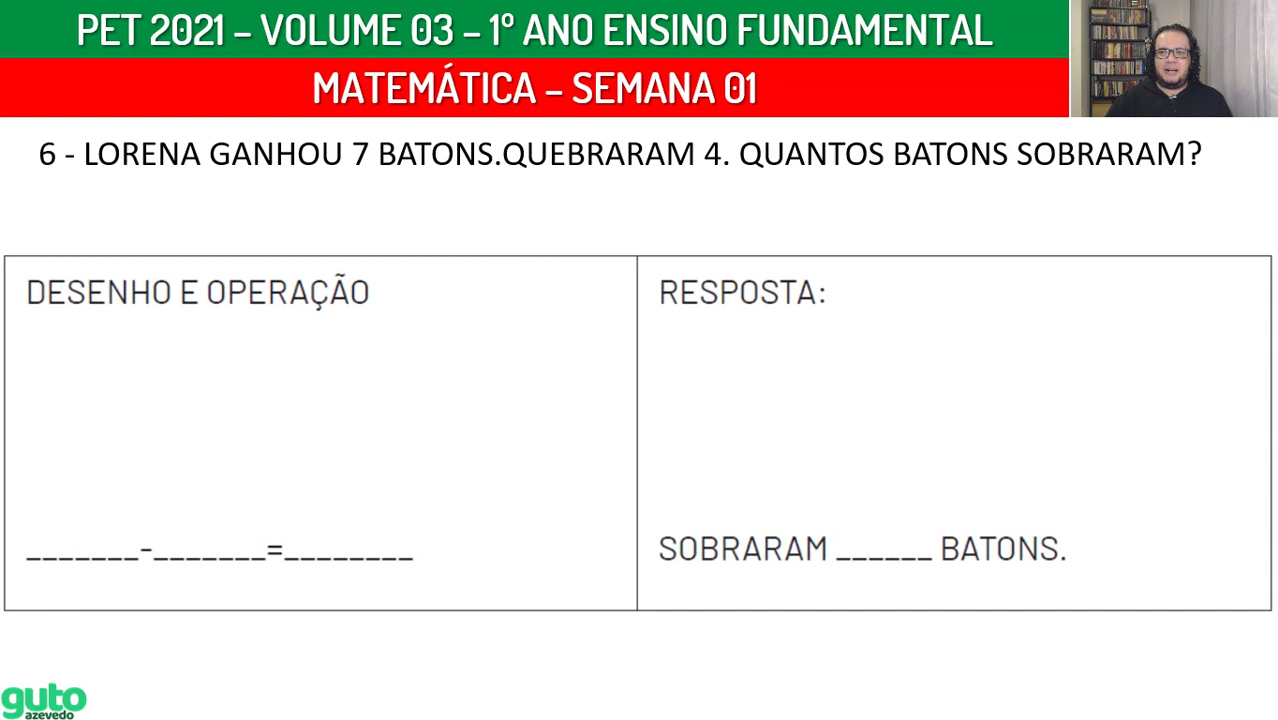 PET 2021 – VOLUME 03 – 1º ANO ENSINO FUNDAMENTAL
MATEMÁTICA – SEMANA 01
6 - LORENA GANHOU 7 BATONS.QUEBRARAM 4. QUANTOS BATONS SOBRARAM?
DESENHO E OPERAÇÃO
_______-_______=________
RESPOSTA:
SOBRARAM ______ BATONS.
guto
azevedo